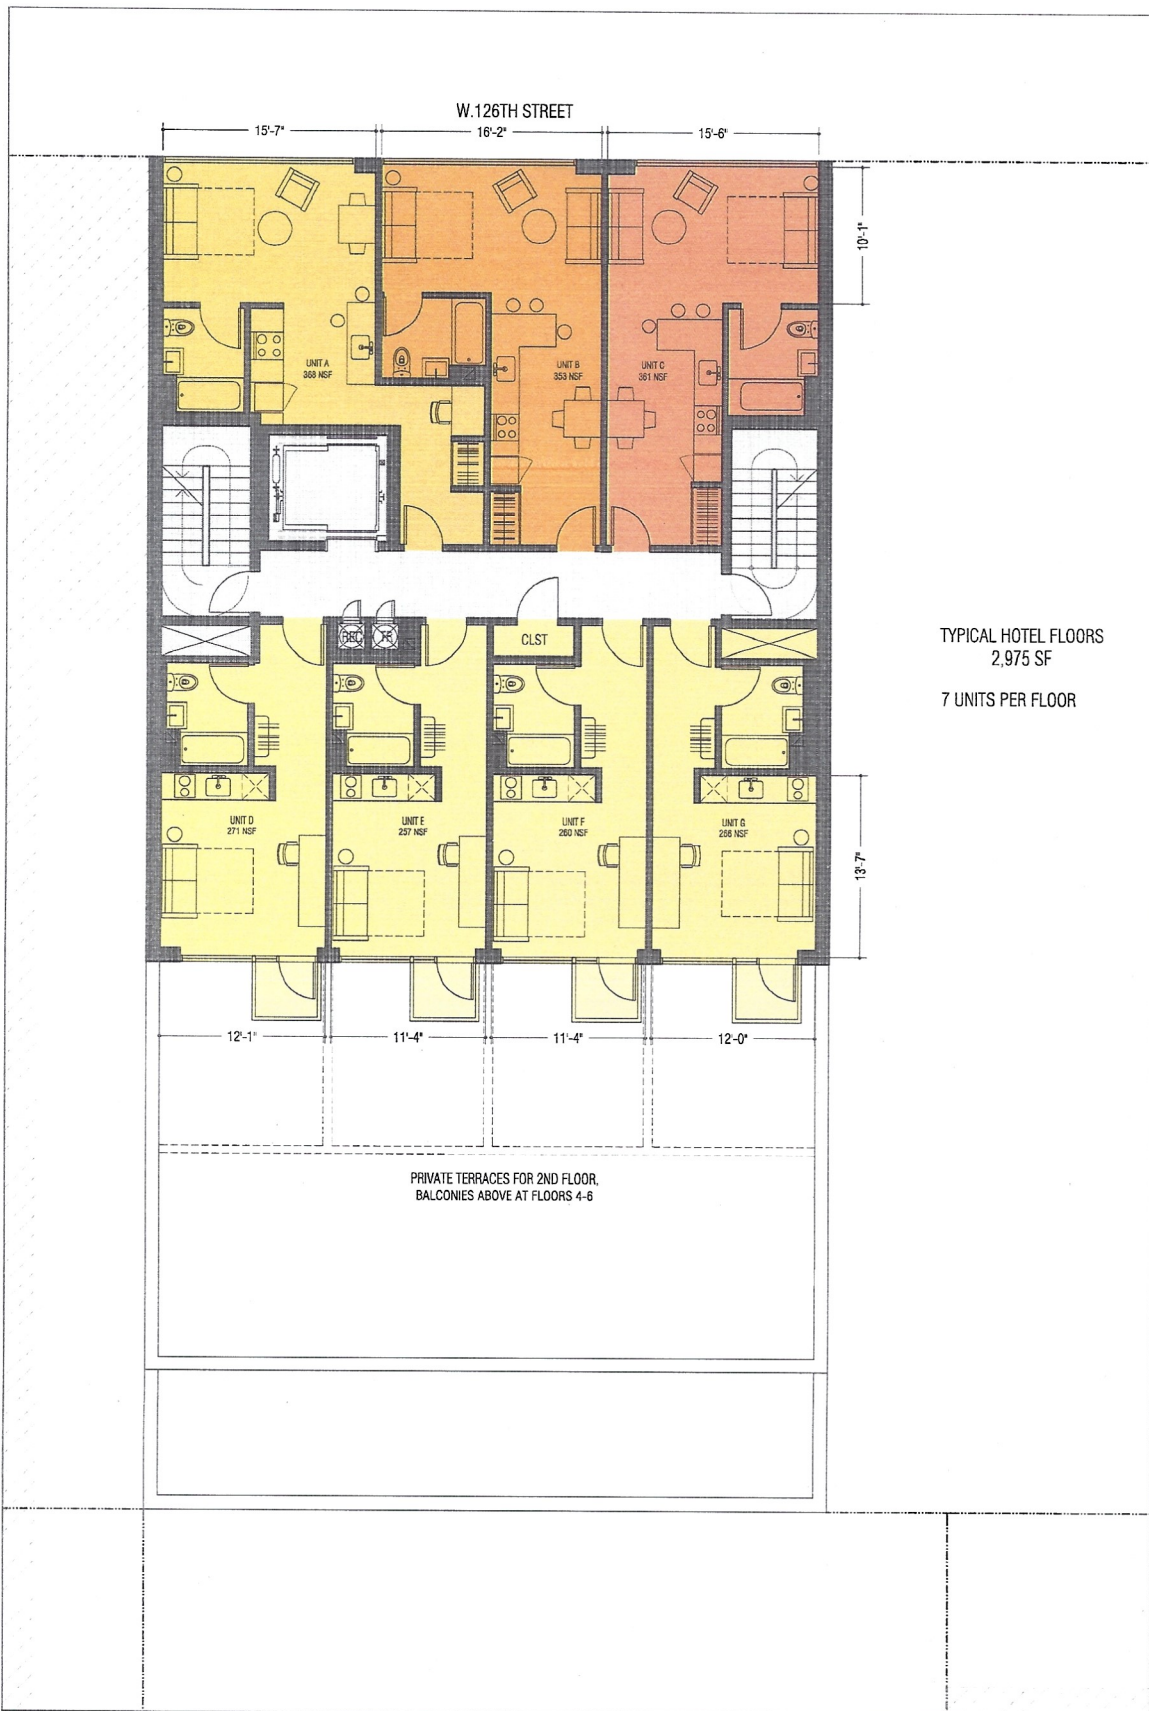 W.126TH STREET
15'-7"
16'-2"
15'-6"
10'-1"
UNIT A
368 NSF
UNIT B
353 NSF
UNIT C
361 NSF
REC
TR
CLST
TYPICAL HOTEL FLOORS
2,975 SF
7 UNITS PER FLOOR
UNIT D
271 NSF
UNIT E
257 NSF
UNIT F
260 NSF
UNIT G
266 NSF
13'-7"
12'-1"
11'-4"
11'-4"
12'-0"
PRIVATE TERRACES FOR 2ND FLOOR,
BALCONIES ABOVE AT FLOORS 4-6